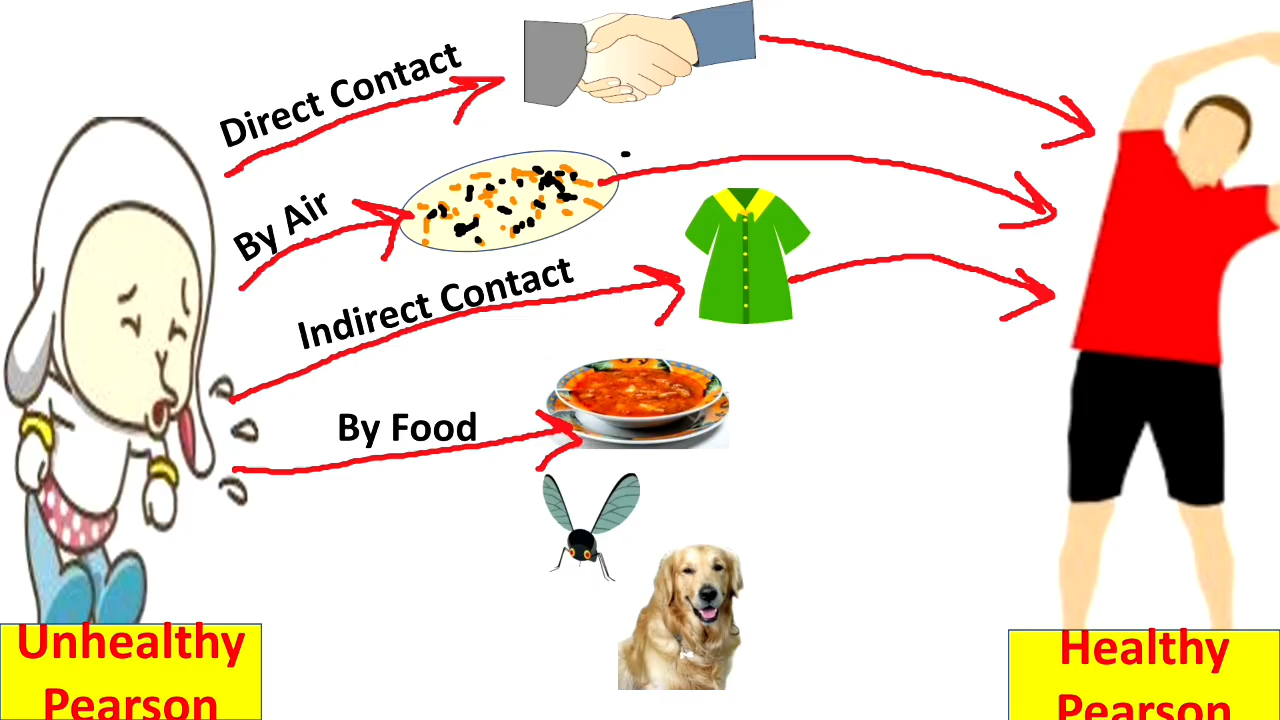 Direct Contact
By Air
Indirect Contact
By Food
Unhealthy
Pearson
Healthy
Pearson